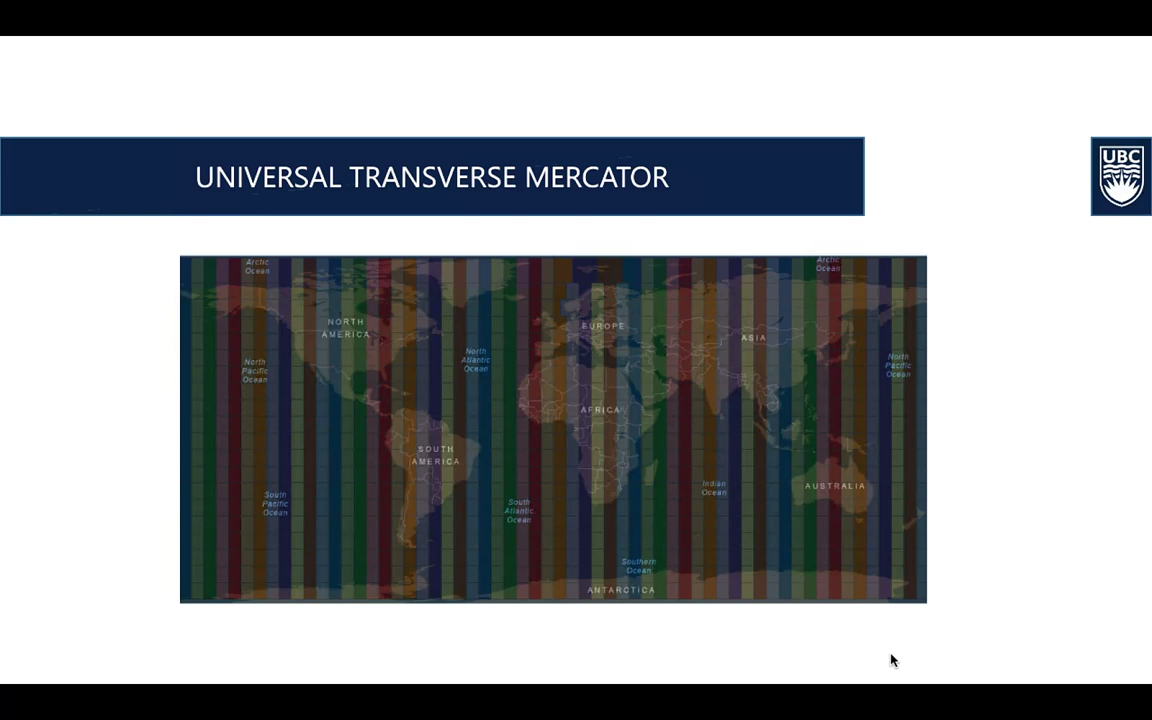 UNIVERSAL TRANSVERSE MERCATOR
UBC
Arctic
Ocean
Arctic
Ocean
NORTH
AMERICA
EUROPE
ASIA
North
Pacific
Ocean
North
Atlantic
Ocean
North
Pacific
Ocean
AFRICA
SOUTH
AMERICA
South
Pacific
Ocean
South
Atlantic
Ocean
Indian
Ocean
AUSTRALIA
Southern
Ocean
ANTARCTICA